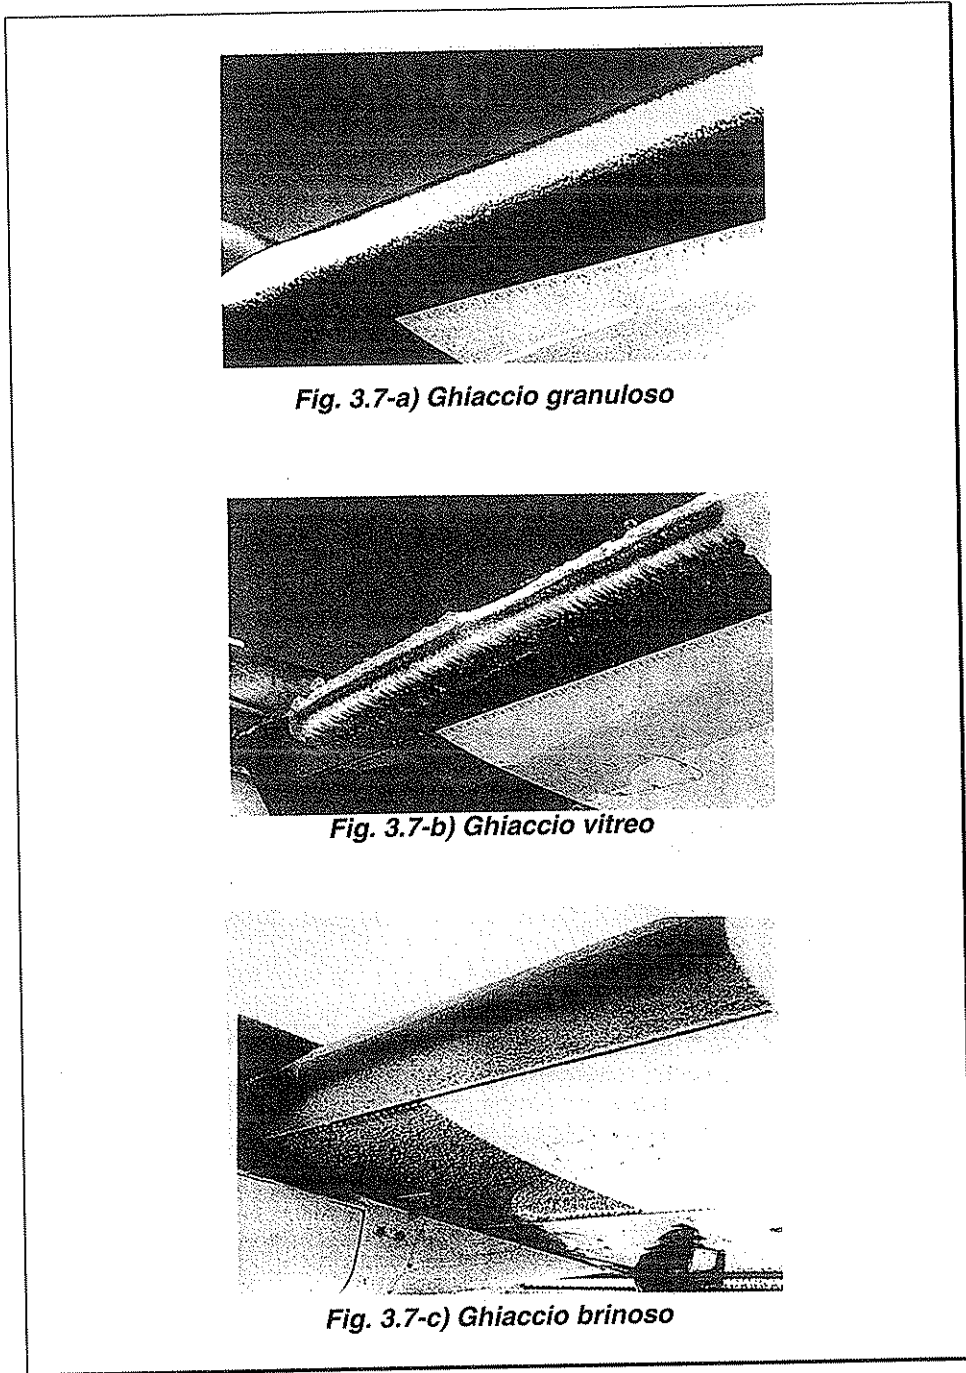 Fig. 3.7-a) Ghiaccio granuloso
Fig. 3.7-b) Ghiaccio vitreo
Fig. 3.7-c) Ghiaccio brinoso